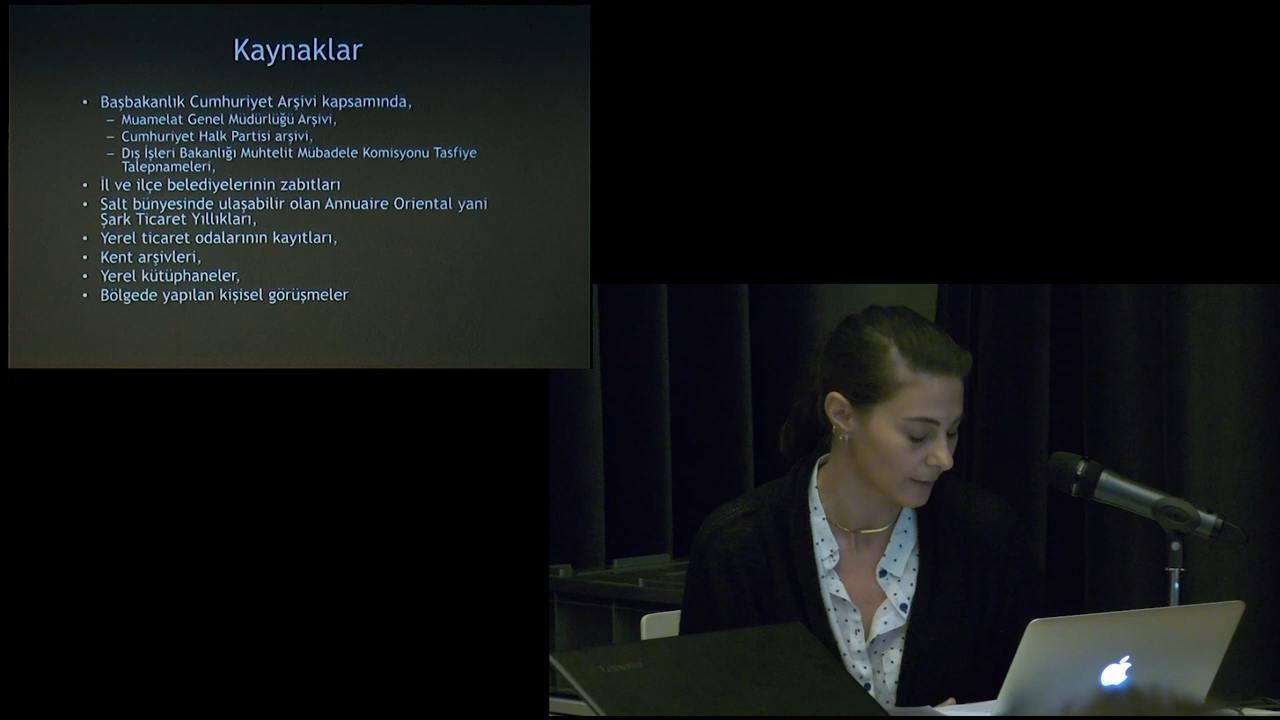 Kaynaklar
• Başbakanlık Cumhuriyet Arşivi kapsamında,
– Muamelat Genel Müdürlüğü Arşivi,
– Cumhuriyet Halk Partisi arşivi,
– Dış İşleri Bakanlığı Muhtelit Mübadele Komisyonu Tasfiye
Talepnameleri,
• İl ve ilçe belediyelerinin zabıtları
• Salt bünyesinde ulaşabilir olan Annuaire Oriental yani
Şark Ticaret Yıllıkları,
• Yerel ticaret odalarının kayıtları,
• Kent arşivleri,
• Yerel kütüphaneler,
• Bölgede yapılan kişisel görüşmeler